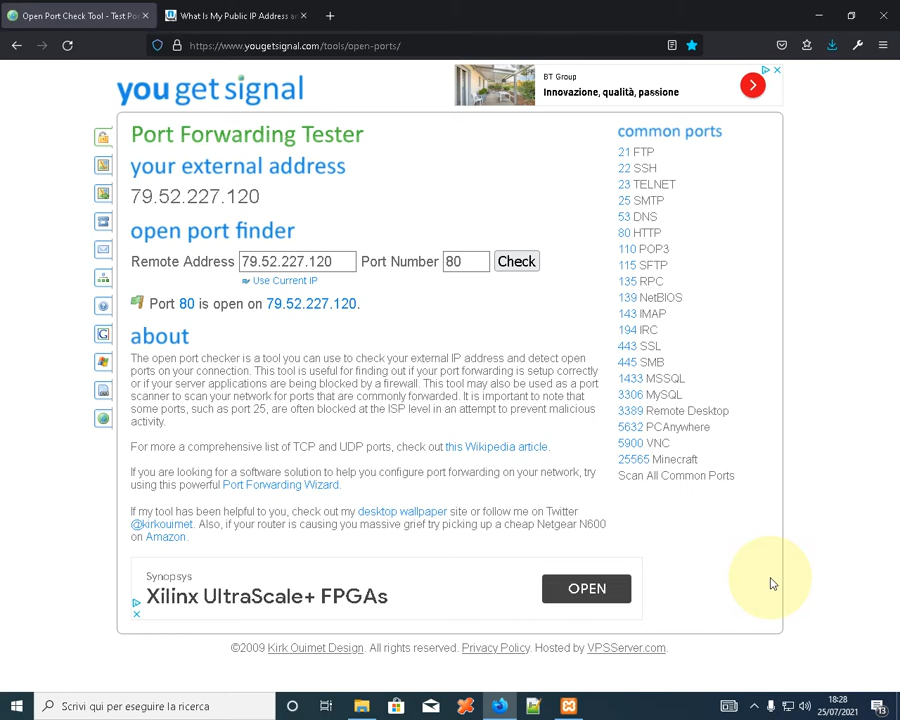 Open Port Check Tool - Test Por
What Is My Public IP Address a
https://www.yougetsignal.com/tools/open-ports/
you get signal
BT Group
Innovazione, qualità, passione
Port Forwarding Tester
your external address
79.52.227.120
open port finder
Remote Address 79.52.227.120 Port Number 80 Check
Use Current IP
Port 80 is open on 79.52.227.120.
about
The open port checker is a tool you can use to check your external IP address and detect open
ports on your connection. This tool is useful for finding out if your port forwarding is setup correctly
or if your server applications are being blocked by a firewall. This tool may also be used as a port
scanner to scan your network for ports that are commonly forwarded. It is important to note that
some ports, such as port 25, are often blocked at the ISP level in an attempt to prevent malicious
activity.
For more a comprehensive list of TCP and UDP ports, check out this Wikipedia article.
If you are looking for a software solution to help you configure port forwarding on your network, try
using this powerful Port Forwarding Wizard.
If my tool has been helpful to you, check out my desktop wallpaper site or follow me on Twitter
@kirkouimet. Also, if your router is causing you massive grief try picking up a cheap Netgear N600
on Amazon.
common ports
21 FTP
22 SSH
23 TELNET
25 SMTP
53 DNS
80 HTTP
110 POP3
115 SFTP
135 RPC
139 NetBIOS
143 IMAP
194 IRC
443 SSL
445 SMB
1433 MSSQL
3306 MySQL
3389 Remote Desktop
5632 PCAnywhere
5900 VNC
25565 Minecraft
Scan All Common Ports
Synopsys
Xilinx UltraScale+ FPGAs
OPEN
©2009 Kirk Ouimet Design. All rights reserved. Privacy Policy. Hosted by VPSServer.com.
Scrivi qui per eseguire la ricerca
18:28
25/07/2021
13